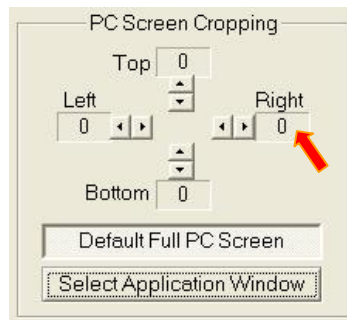 PC Screen Cropping
Top 0
Left Right
0 0
Bottom 0
Default Full PC Screen
Select Application Window